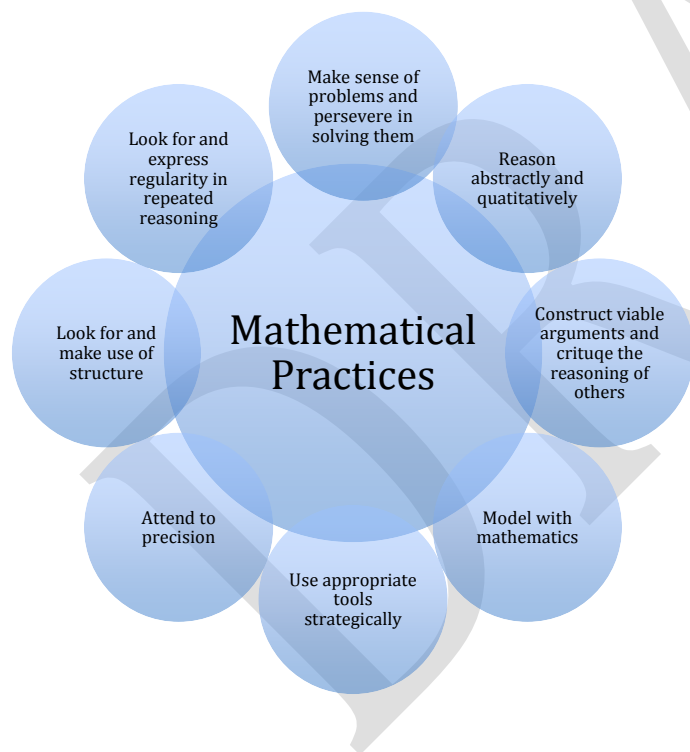 Make sense of
problems and
persevere in
solving them
Reason
abstractly and
quatitatively
Construct viable
arguments and
crituqe the
reasoning of
others
Model with
mathematics
Use appropriate
tools
strategically
Attend to
precision
Look for and
make use of
structure
Look for and
express
regularity in
repeated
reasoning
Mathematical
Practices